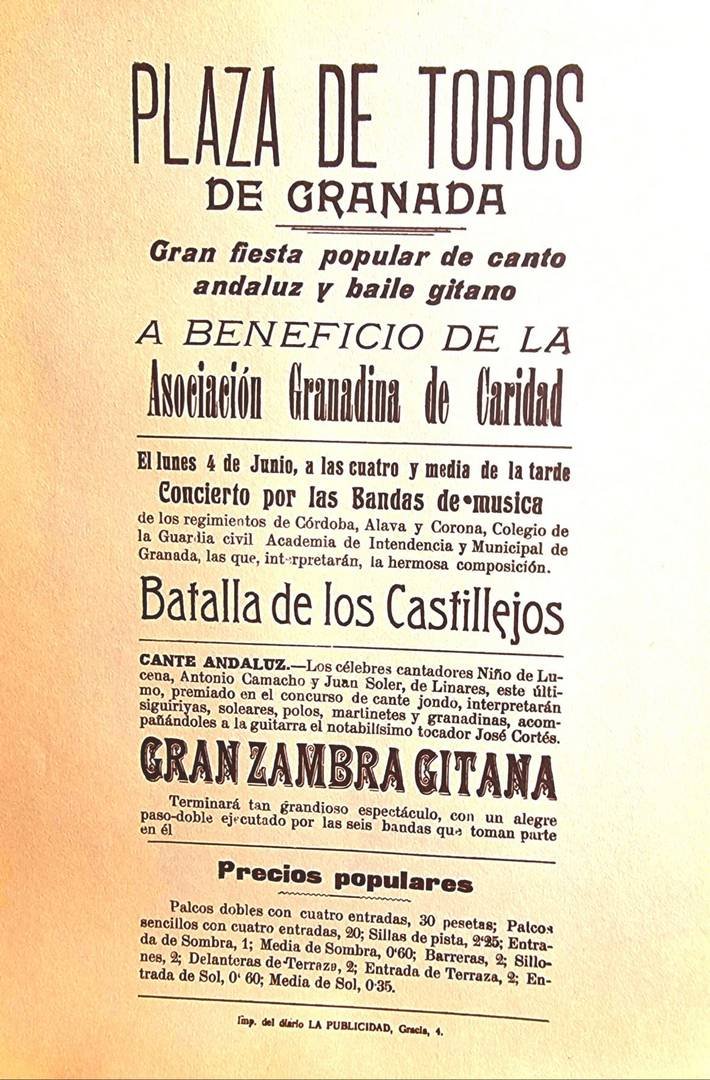 PLAZA DE TOROS
DE GRANADA
Gran fiesta popular de canto
andaluz y baile gitano
A BENEFICIO DE LA
Asociación Granadina de Caridad
El lunes 4 de Junio, a las cuatro y media de la tarde
Concierto por las Bandas de musica
de los regimientos de Córdoba, Alava y Corona, Colegio de
la Guardia civil Academia de Intendencia y Municipal de
Granada, las que, interpretarán, la hermosa composición.
Batalla de los Castillejos
CANTE ANDALUZ.—Los célebres cantadores Niño de Lu-
cena, Antonio Camacho y Juan Soler, de Linares, este últi-
mo, premiado en el concurso de cante jondo, interpretarán
siguiriyas, soleares, polos, martinetes y granadinas, acom-
pañándoles a la guitarra el notabilísimo tocador José Cortés.
GRAN ZAMBRA GITANA
Terminará tan grandioso espectáculo, con un alegre
paso-doble ejecutado por las seis bandas que toman parte
en él
Precios populares
Palcos dobles con cuatro entradas, 30 pesetas; Palcos
sencillos con cuatro entradas, 20; Sillas de pista, 2'25; Entra-
da de Sombra, 1; Media de Sombra, 0'60; Barreras, 2; Sillo-
nes, 2; Delanteras de Terraza, 2; Entrada de Terraza, 2; En-
trada de Sol, 0' 60; Media de Sol, 0·35.
Imp. del diario LA PUBLICIDAD, Gracia, 4.